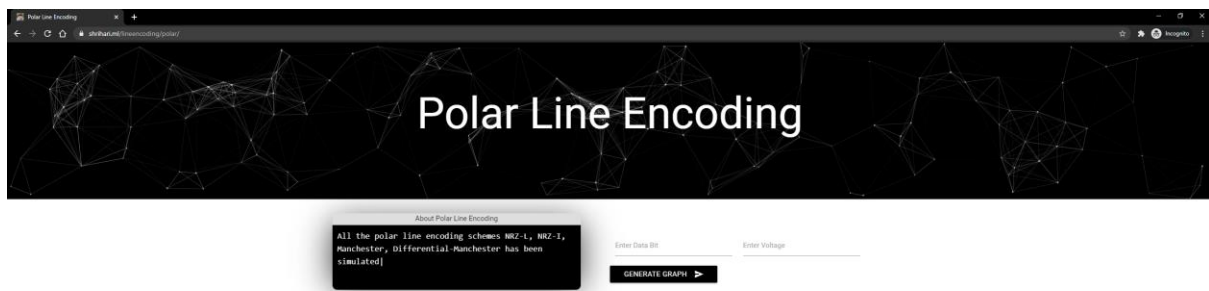 Polar Line Encoding
shrihari.ml/lineencoding/polar/
Incognito
Polar Line Encoding
About Polar Line Encoding
All the polar line encoding schemes NRZ-L, NRZ-I,
Manchester, Differential-Manchester has been
simulated|
Enter Data Bit
Enter Voltage
GENERATE GRAPH